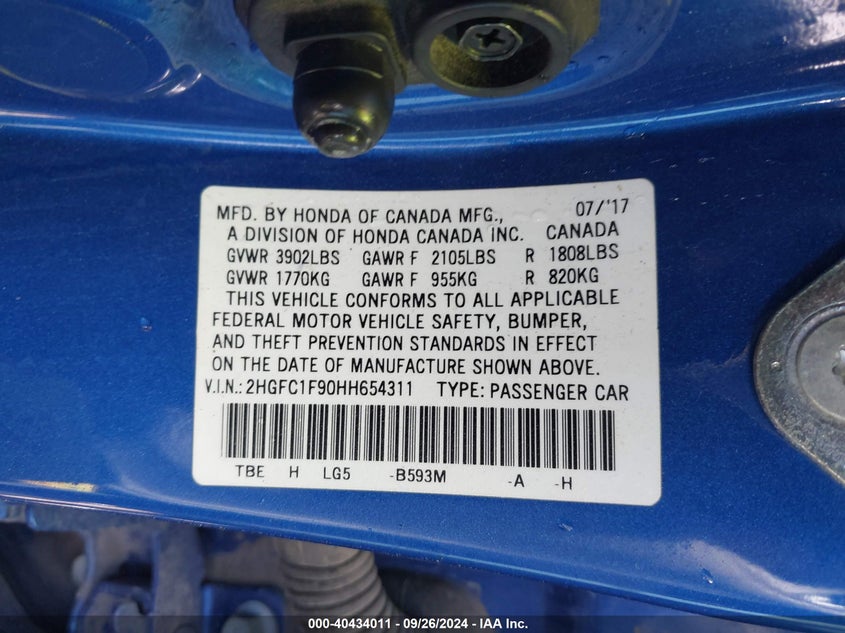 MFD. BY HONDA OF CANADA MFG., 07/'17
A DIVISION OF HONDA CANADA INC. CANADA
GVWR 3902LBS GAWR F 2105LBS R 1808LBS
GVWR 1770KG GAWR F 955KG R 820KG
THIS VEHICLE CONFORMS TO ALL APPLICABLE
FEDERAL MOTOR VEHICLE SAFETY, BUMPER,
AND THEFT PREVENTION STANDARDS IN EFFECT
ON THE DATE OF MANUFACTURE SHOWN ABOVE.
V.I.N.: 2HGFC1F90HH654311 TYPE: PASSENGER CAR
TBE H LG5 -B593M -A -H
000-40434011 - 09/26/2024 - IAA Inc.